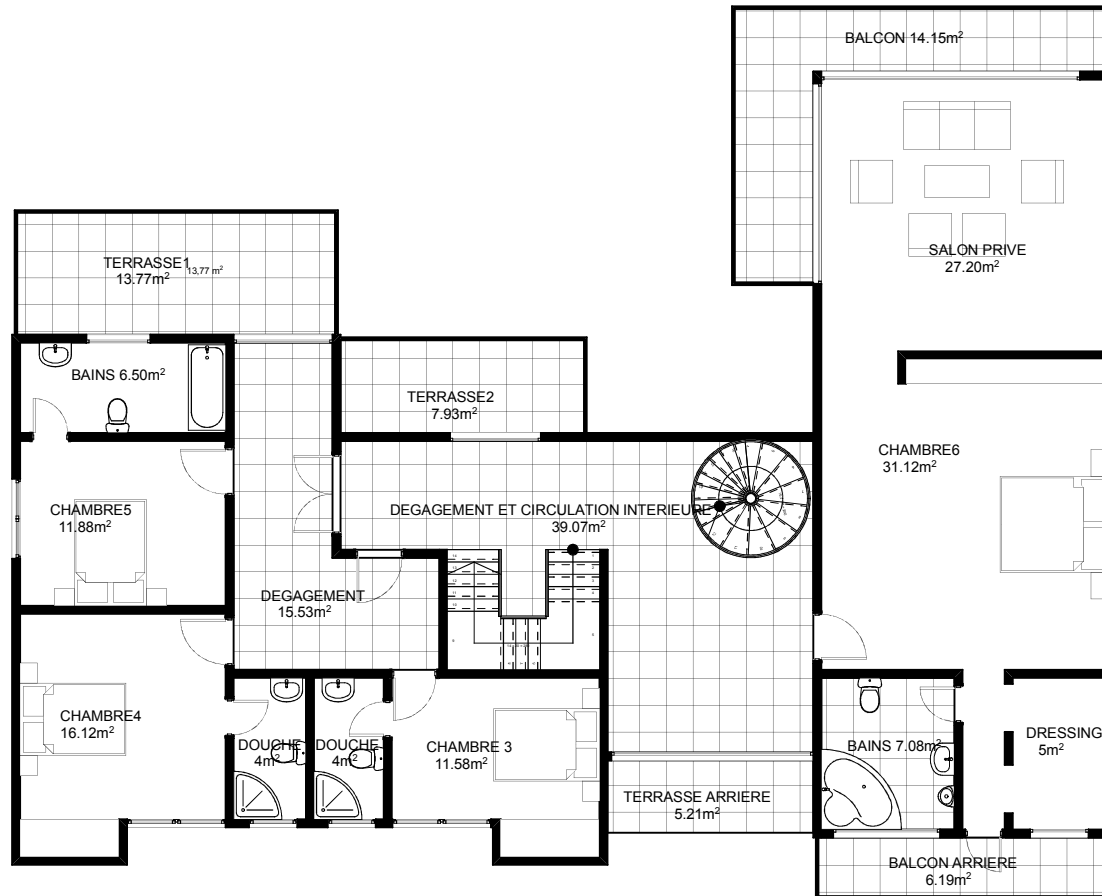 BALCON 14.15m²
SALON PRIVE
27.20m²
TERRASSE1
13.77m²
13,77 m²
BAINS 6.50m²
TERRASSE2
7.93m²
CHAMBRE6
31.12m²
CHAMBRE5
11.88m²
DEGAGEMENT ET CIRCULATION INTERIEURE
39.07m²
DEGAGEMENT
15.53m²
CHAMBRE4
16.12m²
DOUCHE
4m²
DOUCHE
4m²
CHAMBRE 3
11.58m²
BAINS 7.08m²
DRESSING
5m²
TERRASSE ARRIERE
5.21m²
BALCON ARRIERE
6.19m²